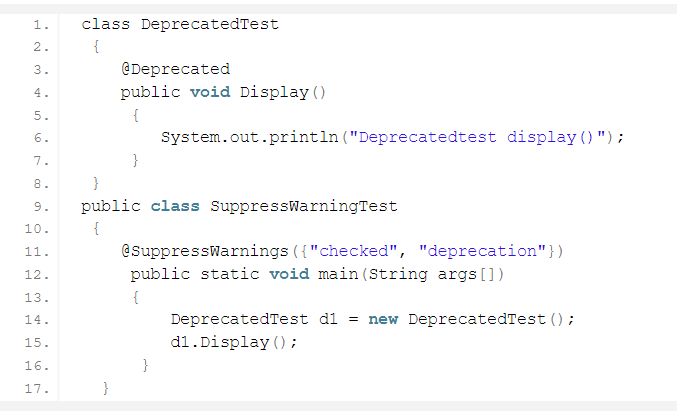 1. class DeprecatedTest
2. {
3. @Deprecated
4. public void Display()
5. {
6. System.out.println("Deprecatedtest display()");
7. }
8. }
9. public class SuppressWarningTest
10. {
11. @SuppressWarnings({"checked", "deprecation"})
12. public static void main(String args[])
13. {
14. DeprecatedTest d1 = new DeprecatedTest();
15. d1.Display();
16. }
17. }